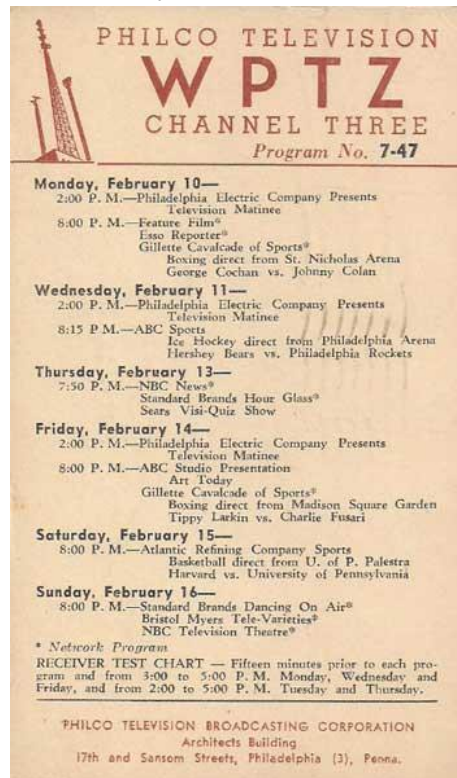 PHILCO TELEVISION
WPTZ
CHANNEL THREE
Program No. 7-47
Monday, February 10—
2:00 P. M.—Philadelphia Electric Company Presents
Television Matinee
8:00 P. M.—Feature Film*
Esso Reporter*
Gillette Cavalcade of Sports*
Boxing direct from St. Nicholas Arena
George Cochan vs. Johnny Colan
Wednesday, February 11—
2:00 P. M.—Philadelphia Electric Company Presents
Television Matinee
8:15 P M.—ABC Sports
Ice Hockey direct from Philadelphia Arena
Hershey Bears vs. Philadelphia Rockets
Thursday, February 13—
7:50 P. M.—NBC News*
Standard Brands Hour Glass*
Sears Visi-Quiz Show
Friday, February 14—
2:00 P. M.—Philadelphia Electric Company Presents
Television Matinee
8:00 P. M.—ABC Studio Presentation
Art Today
Gillette Cavalcade of Sports*
Boxing direct from Madison Square Garden
Tippy Larkin vs. Charlie Fusari
Saturday, February 15—
8:00 P. M.—Atlantic Refining Company Sports
Basketball direct from U. of P. Palestra
Harvard vs. University of Pennsylvania
Sunday, February 16—
8:00 P. M.—Standard Brands Dancing On Air*
Bristol Myers Tele-Varieties*
NBC Television Theatre*
* Network Program
RECEIVER TEST CHART — Fifteen minutes prior to each pro-
gram and from 3:00 to 5:00 P. M. Monday, Wednesday and
Friday, and from 2:00 to 5:00 P. M. Tuesday and Thursday.
PHILCO TELEVISION BROADCASTING CORPORATION
Architects Building
17th and Sansom Streets, Philadelphia (3), Penna.